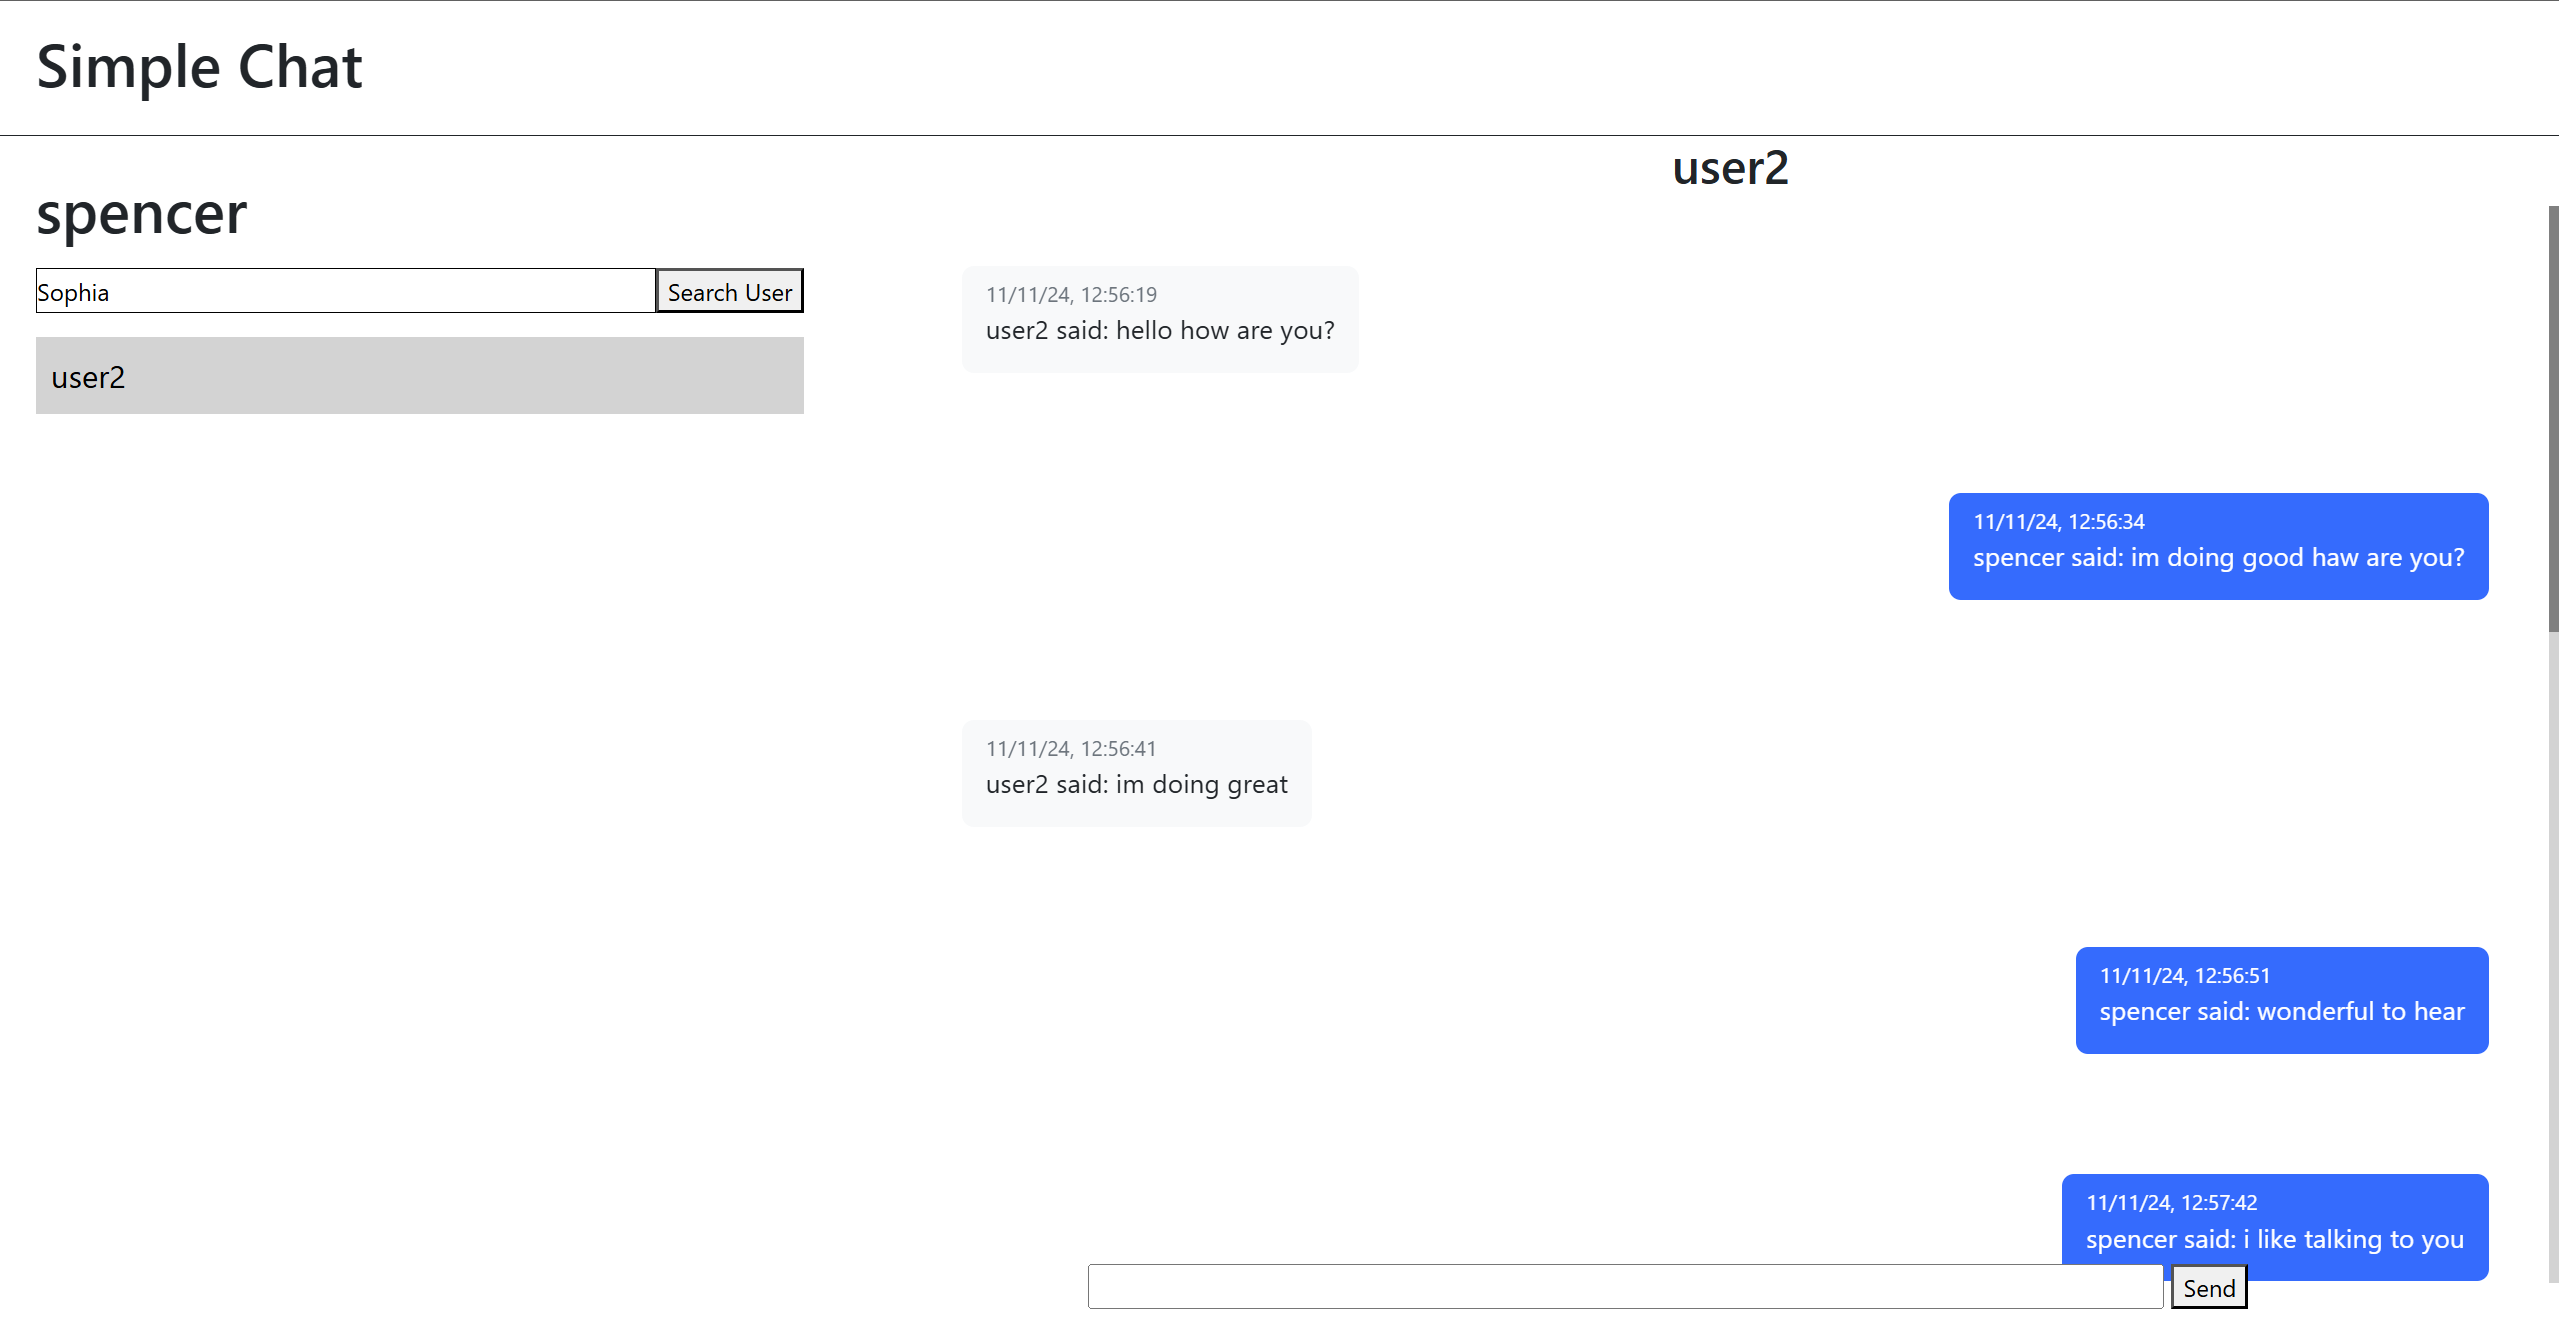 Simple Chat
spencer
Sophia
Search User
user2
user2
11/11/24, 12:56:19
user2 said: hello how are you?
11/11/24, 12:56:34
spencer said: im doing good haw are you?
11/11/24, 12:56:41
user2 said: im doing great
11/11/24, 12:56:51
spencer said: wonderful to hear
11/11/24, 12:57:42
spencer said: i like talking to you
Send